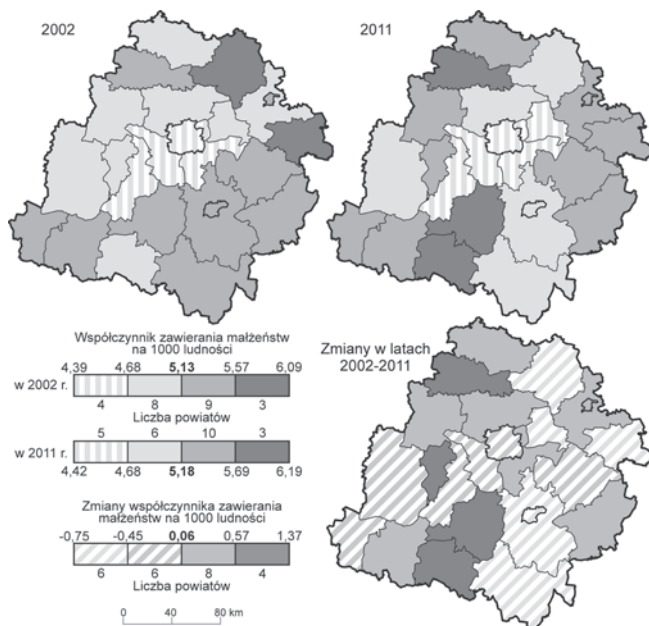 2002
2011
Współczynnik zawierania małżeństw
na 1000 ludności
4,39 4,68 5,13 5,57 6,09
w 2002 r.
4 8 9 3
Liczba powiatów
5 6 10 3
w 2011 r.
4,42 4,68 5,18 5,69 6,19
Zmiany współczynnika zawierania
małżeństw na 1000 ludności
-0,75 -0,45 0,06 0,57 1,37
6 6 8 4
Liczba powiatów
0 40 80 km
Zmiany w latach
2002-2011